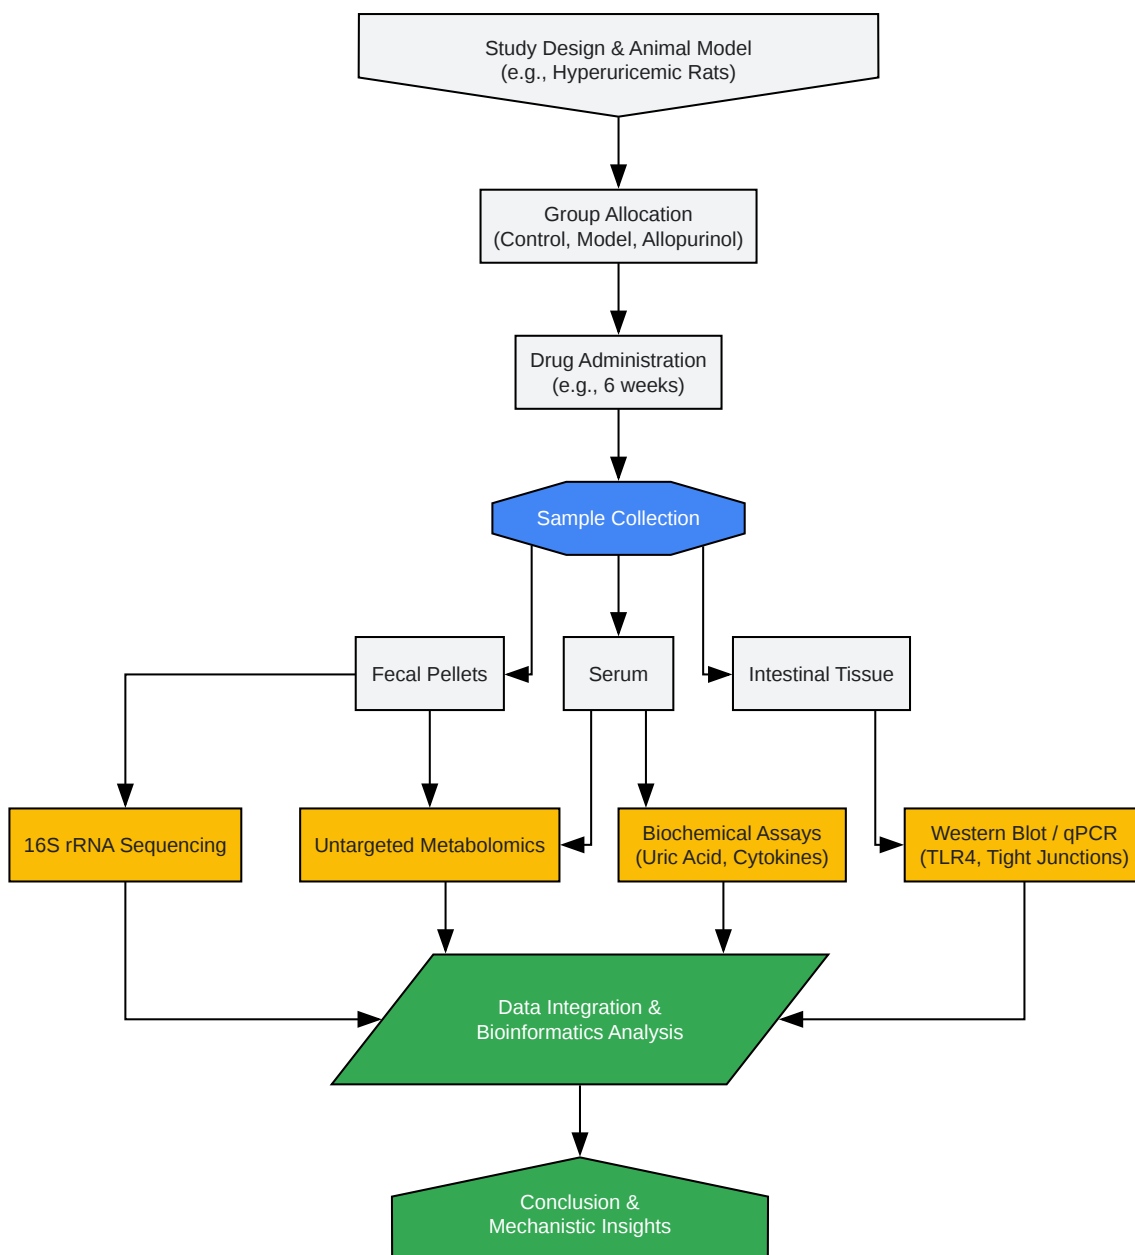 Study Design & Animal Model
(e.g., Hyperuricemic Rats)
Group Allocation
(Control, Model, Allopurinol)
Drug Administration
(e.g., 6 weeks)
Sample Collection
Fecal Pellets
Serum
Intestinal Tissue
16S rRNA Sequencing
Untargeted Metabolomics
Biochemical Assays
(Uric Acid, Cytokines)
Western Blot / qPCR
(TLR4, Tight Junctions)
Data Integration &
Bioinformatics Analysis
Conclusion &
Mechanistic Insights